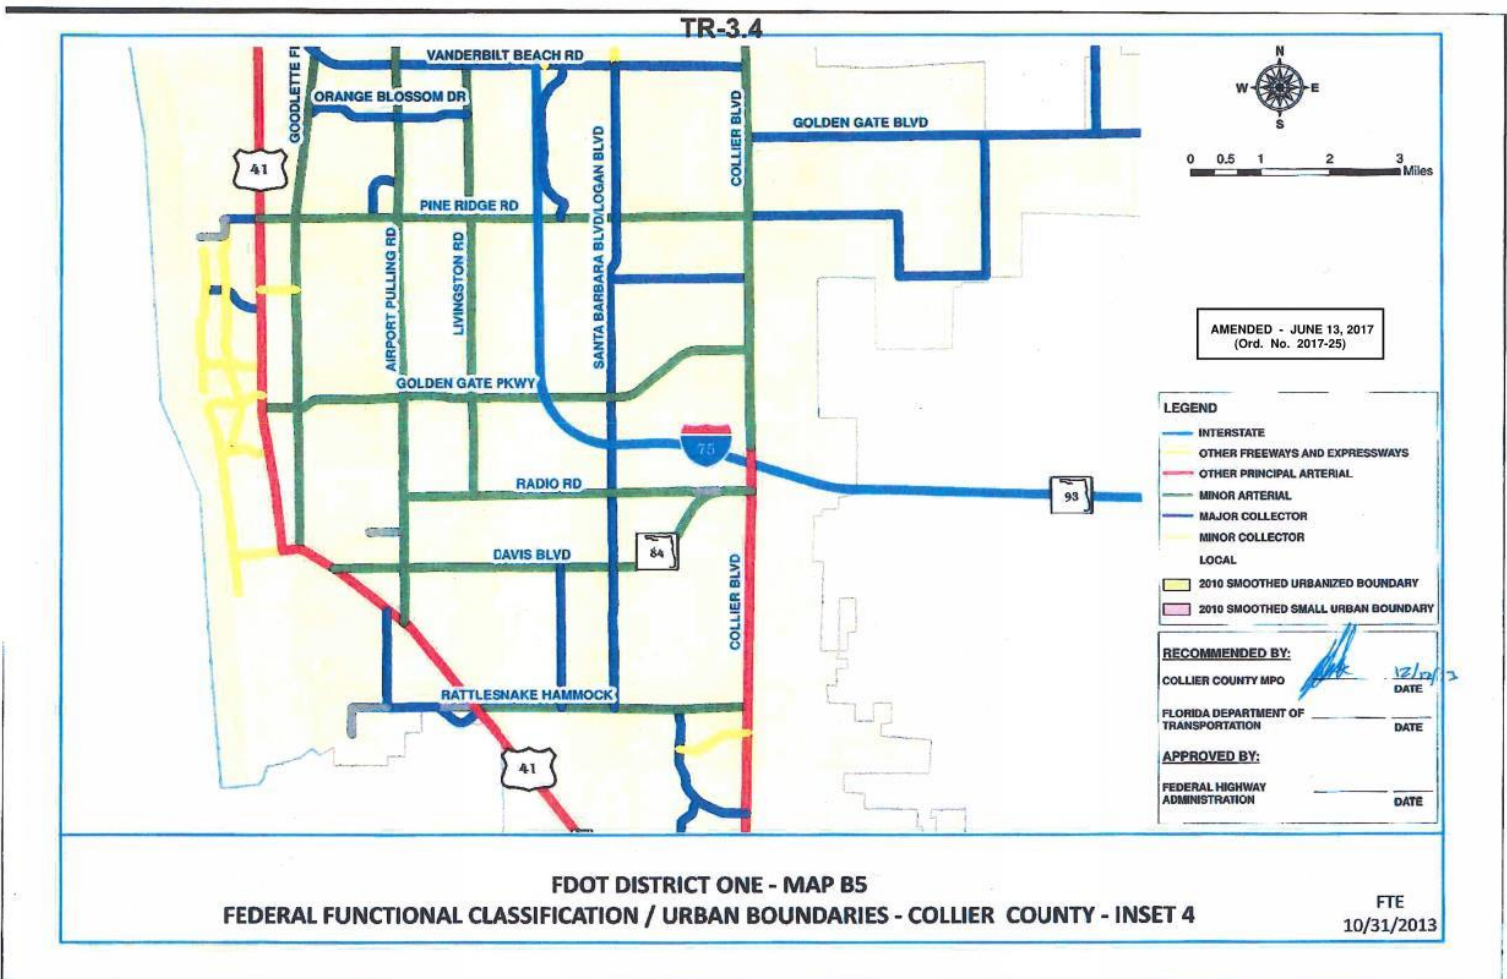 TR-3.4
VANDERBILT BEACH RD
GOODLETTE F
ORANGE BLOSSOM DR
GOLDEN GATE BLVD
COLLIER BLVD
41
SANTA BARBARA BLVD/LOGAN BLVD
PINE RIDGE RD
AIRPORT PULLING RD
LIVINGSTON RD
GOLDEN GATE PKWY
75
RADIO RD
93
DAVIS BLVD
84
COLLIER BLVD
RATTLESNAKE HAMMOCK
41
N
W E
S
0 0.5 1 2 3
Miles
AMENDED - JUNE 13, 2017
(Ord. No. 2017-25)
LEGEND
INTERSTATE
OTHER FREEWAYS AND EXPRESSWAYS
OTHER PRINCIPAL ARTERIAL
MINOR ARTERIAL
MAJOR COLLECTOR
MINOR COLLECTOR
LOCAL
2010 SMOOTHED URBANIZED BOUNDARY
2010 SMOOTHED SMALL URBAN BOUNDARY
RECOMMENDED BY:
COLLIER COUNTY MPO
DATE
FLORIDA DEPARTMENT OF
TRANSPORTATION
DATE
APPROVED BY:
FEDERAL HIGHWAY
ADMINISTRATION
DATE
FDOT DISTRICT ONE - MAP B5
FEDERAL FUNCTIONAL CLASSIFICATION / URBAN BOUNDARIES - COLLIER COUNTY - INSET 4
FTE
10/31/2013